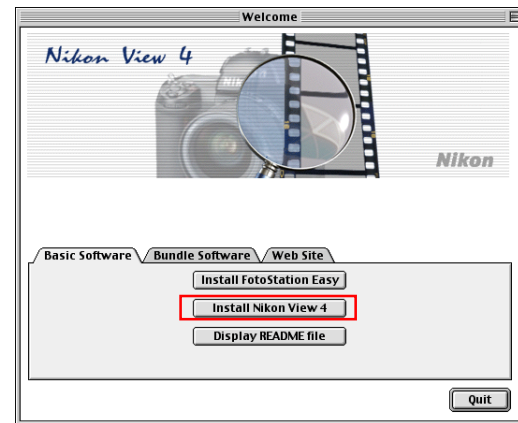 Welcome
Nikon View 4
Nikon
Basic Software Bundle Software Web Site
Install FotoStation Easy
Install Nikon View 4
Display README file
Quit